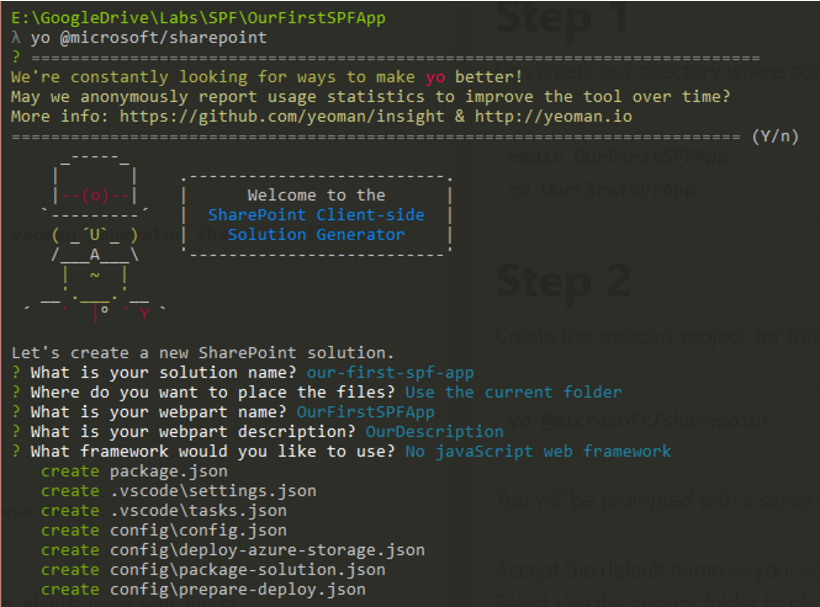 E:\GoogleDrive\Labs\SPF\OurFirstSPFApp
λ yo @microsoft/sharepoint
? ==========================================================================
We're constantly looking for ways to make yo better!
May we anonymously report usage statistics to improve the tool over time?
More info: https://github.com/yeoman/insight & http://yeoman.io
========================================================================== (Y/n)
Welcome to the
SharePoint Client-side
Solution Generator
Let's create a new SharePoint solution.
? What is your solution name? our-first-spf-app
? Where do you want to place the files? Use the current folder
? What is your webpart name? OurFirstSPFApp
? What is your webpart description? OurDescription
? What framework would you like to use? No javaScript web framework
create package.json
create .vscode\settings.json
create .vscode\tasks.json
create config\config.json
create config\deploy-azure-storage.json
create config\package-solution.json
create config\prepare-deploy.json
Step 1
create our directory where our
mkdir OurFirstSPFApp
cd OurFirstSPFApp
Step 2
Create the webpart project, for this
yo @microsoft/sharepoint
You will be prompted with a series
Accept the default name as your so